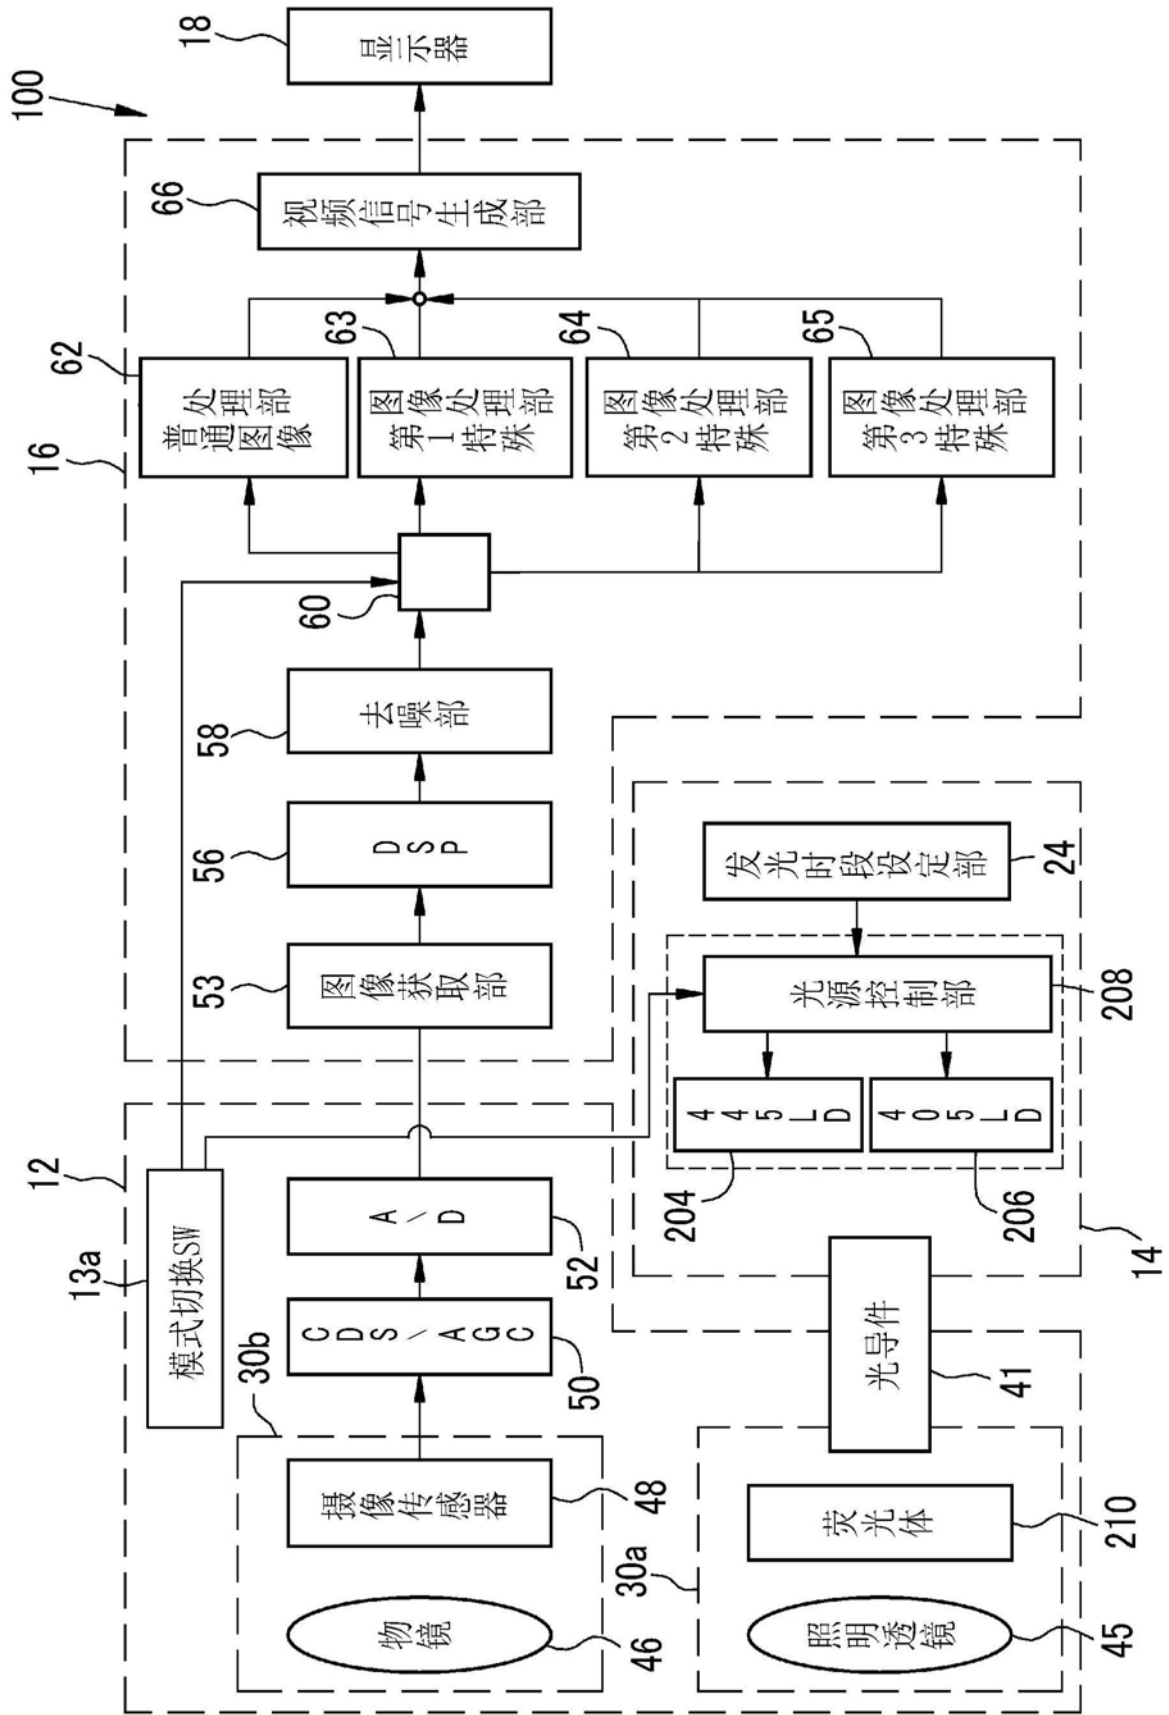 100
12
16
13a
模式切换SW
62
普通图像
处理部
66
视频信号生成部
18
显示器
30b
物镜
46
摄像传感器
48
CDS/AGC
50
A/D
52
图像获取部
53
DSP
56
去噪部
58
60
63
第1特殊
图像处理部
64
第2特殊
图像处理部
65
第3特殊
图像处理部
30a
照明透镜
45
荧光体
210
光导件
41
14
204
445LD
206
405LD
光源控制部
208
发光时段设定部
24